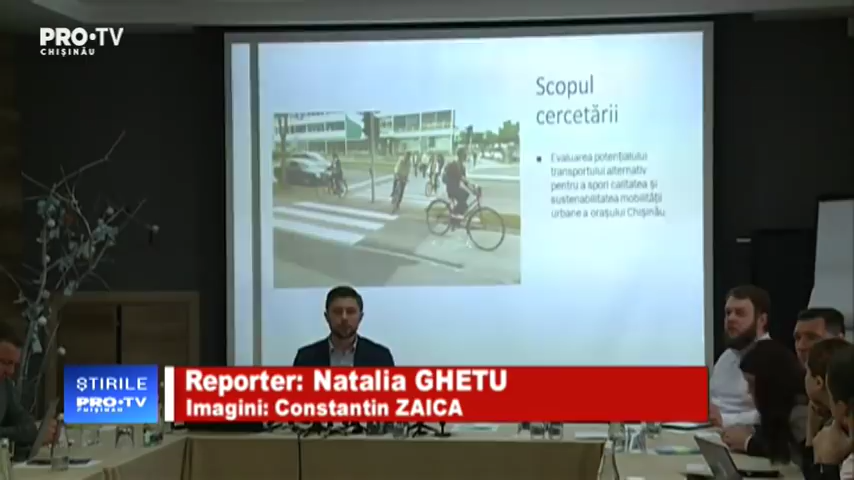 PRO•TV
CHIȘINĂU
Scopul
cercetării
Evaluarea potențialului
transportului alternativ
pentru a spori calitatea și
sustenabilitatea mobilității
urbane a orașului Chișinău
ȘTIRILE
PRO•TV
CHIȘINĂU
Reporter: Natalia GHETU
Imagini: Constantin ZAICA